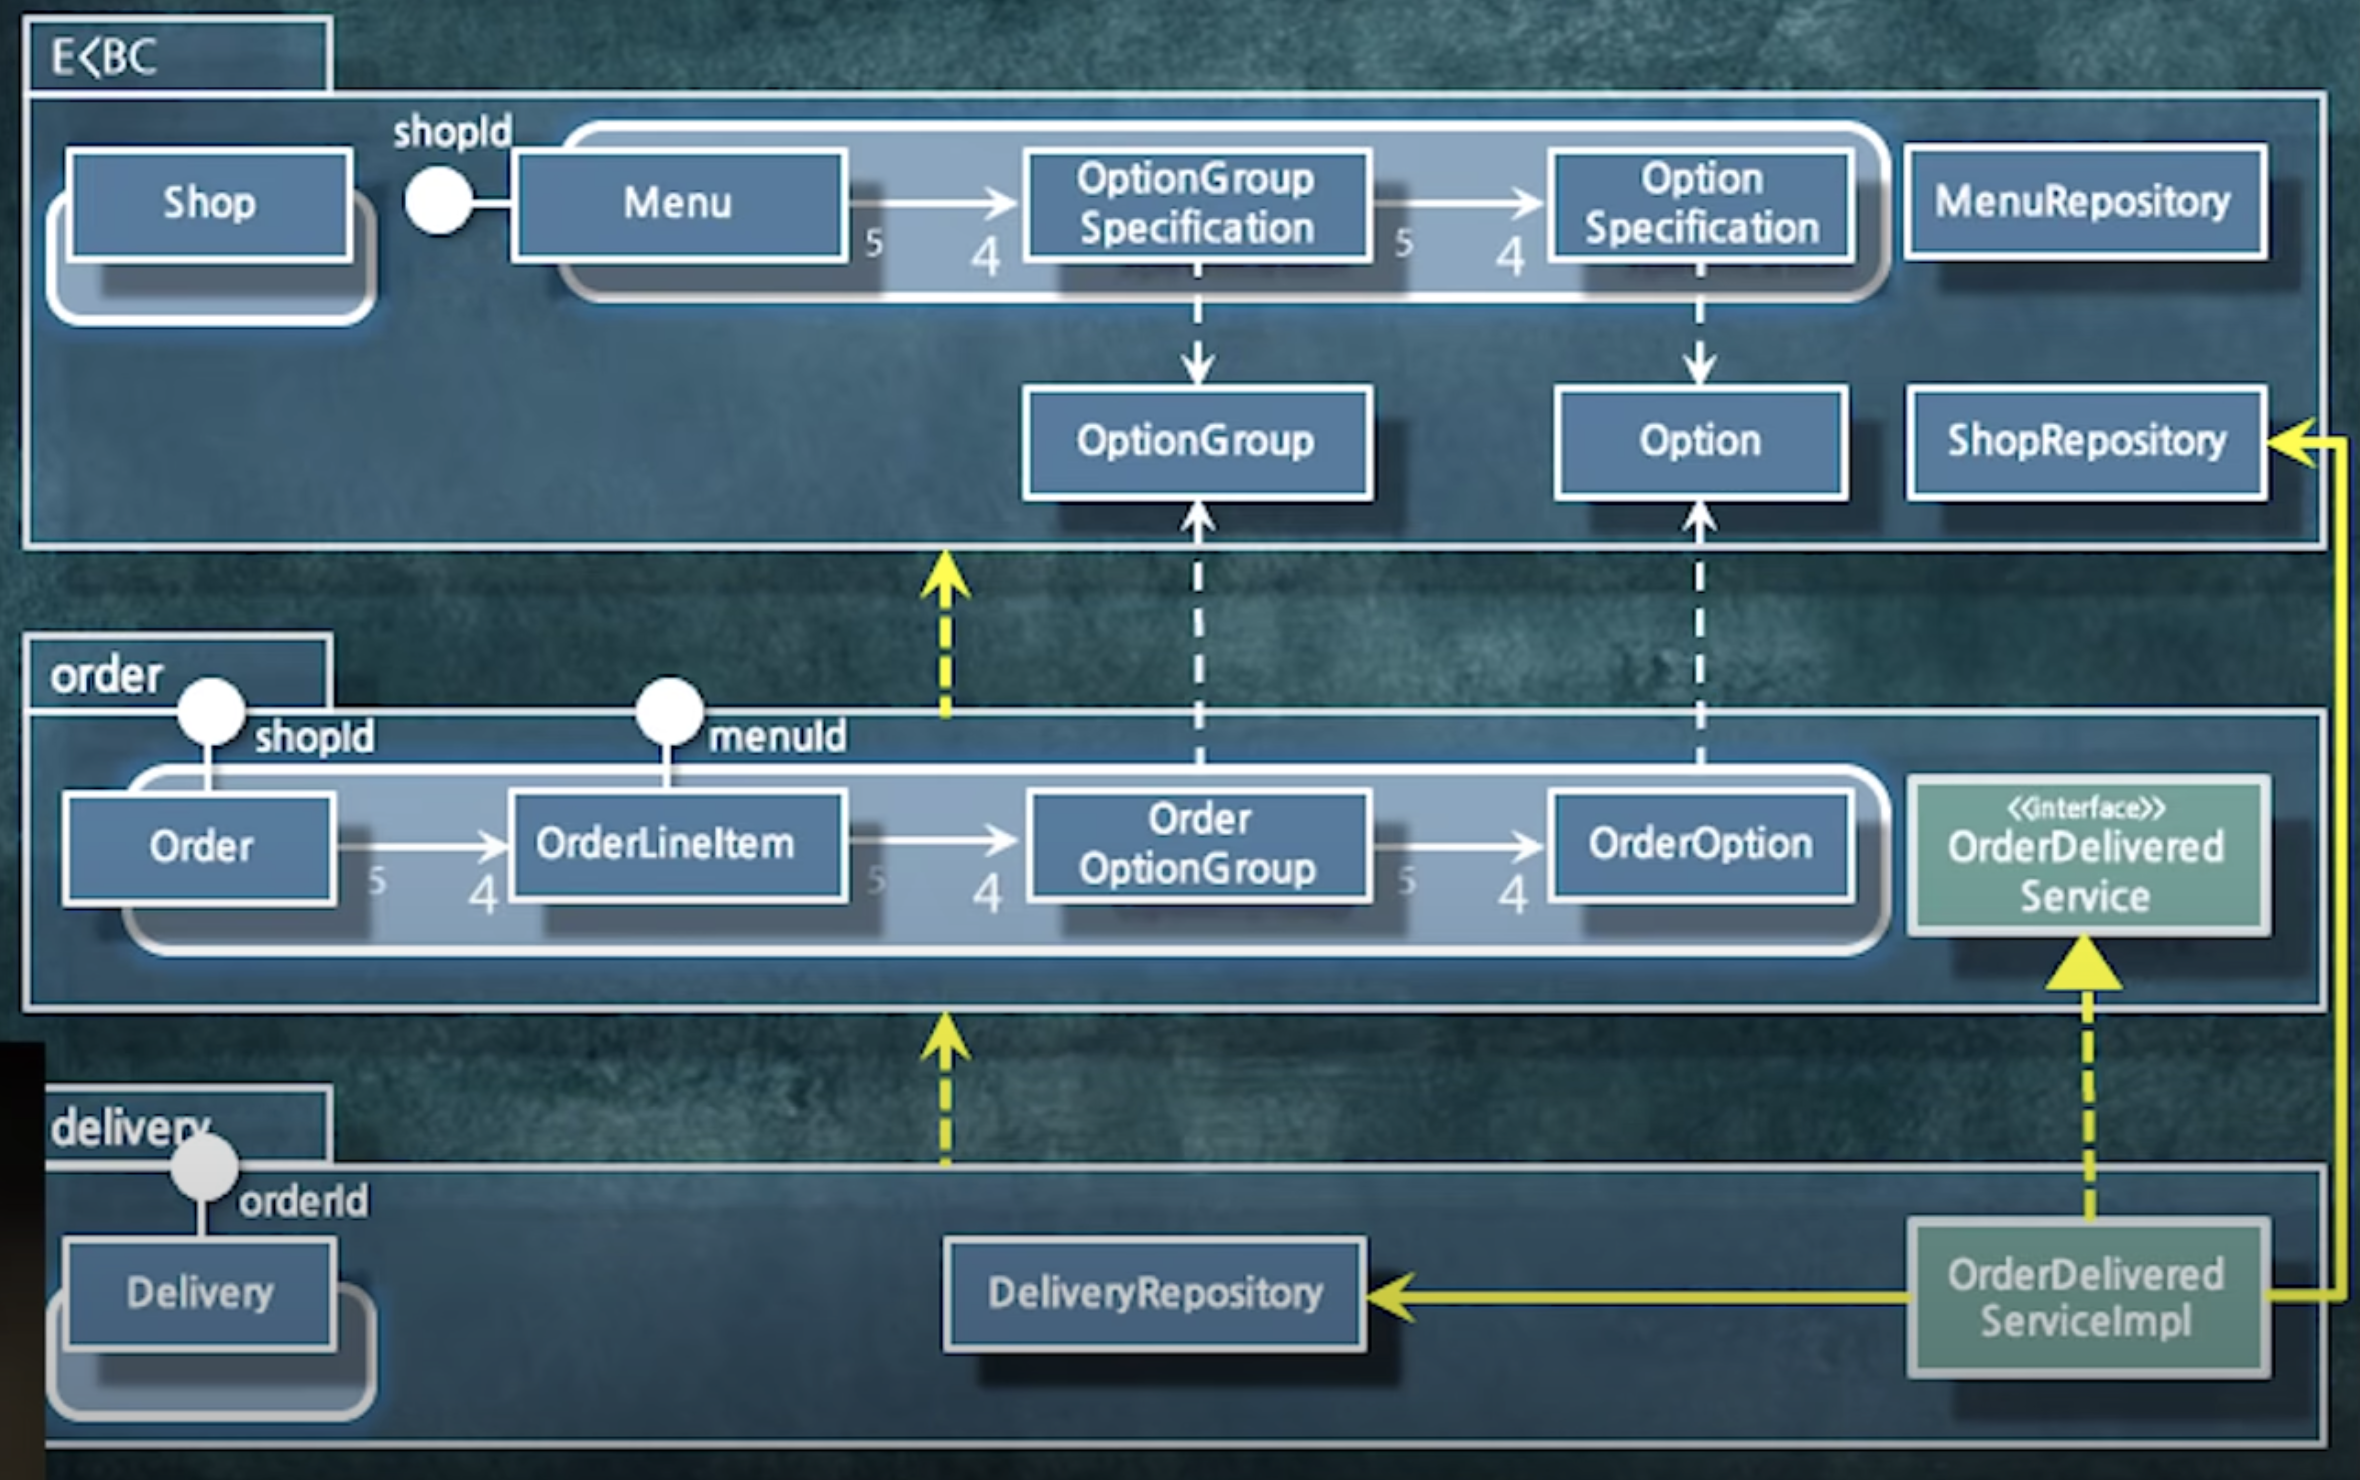 E<BC
shopId
Shop
Menu
OptionGroup
Specification
Option
Specification
MenuRepository
5
4
5
4
OptionGroup
Option
ShopRepository
order
shopId
menuId
Order
OrderLineItem
Order
OptionGroup
OrderOption
<<interface>>
OrderDelivered
Service
5
4
5
4
5
4
delivery
orderId
Delivery
DeliveryRepository
OrderDelivered
ServiceImpl